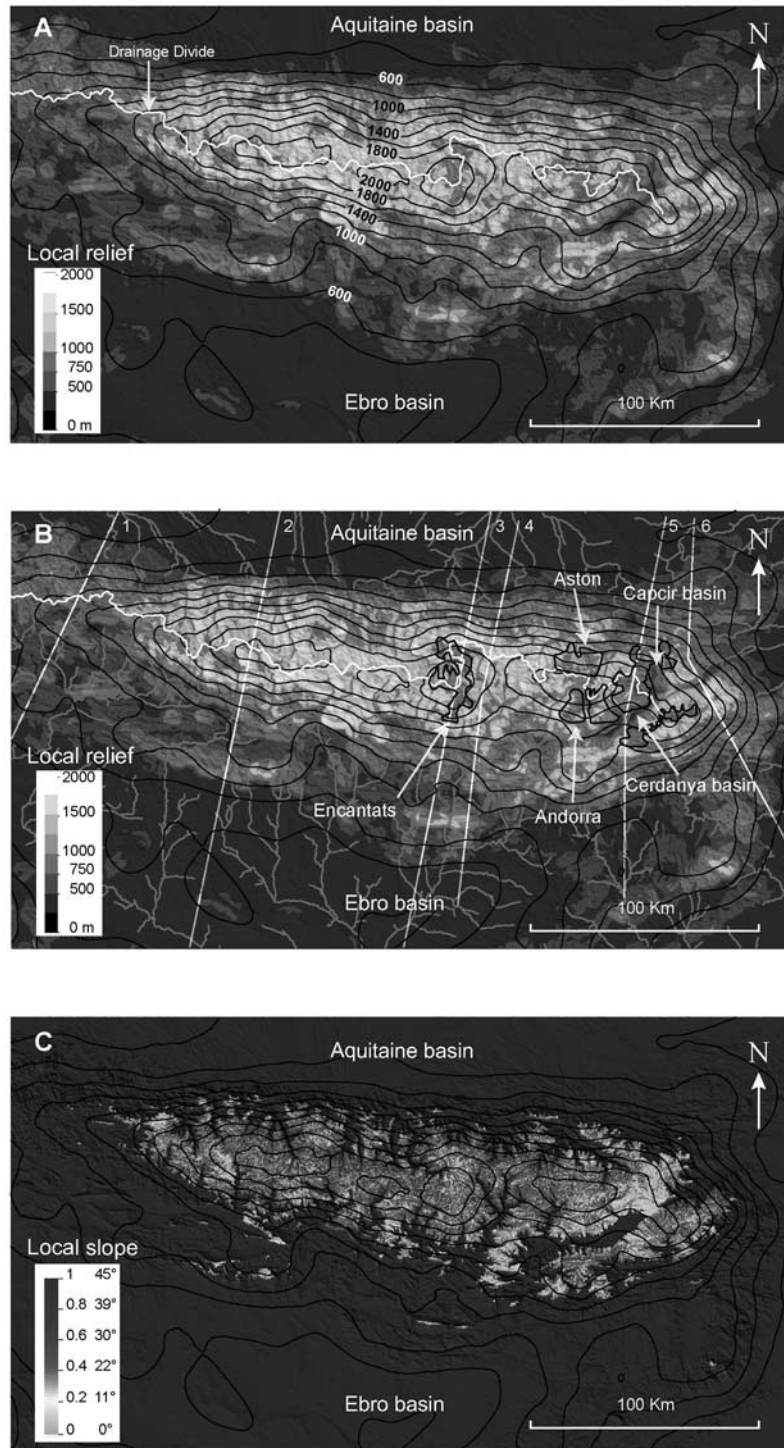 A
Aquitaine basin
N
Drainage Divide
600
1000
1400
1800
2000
1800
1400
1000
600
Local relief
2000
1500
1000
750
500
0 m
Ebro basin
100 Km
B
1
2
Aquitaine basin
3
4
5
6
N
Aston
Capcir basin
Encantats
Andorra
Cerdanya basin
Local relief
2000
1500
1000
750
500
0 m
Ebro basin
100 Km
C
Aquitaine basin
N
Local slope
1 45°
0.8 39°
0.6 30°
0.4 22°
0.2 11°
0 0°
Ebro basin
100 Km